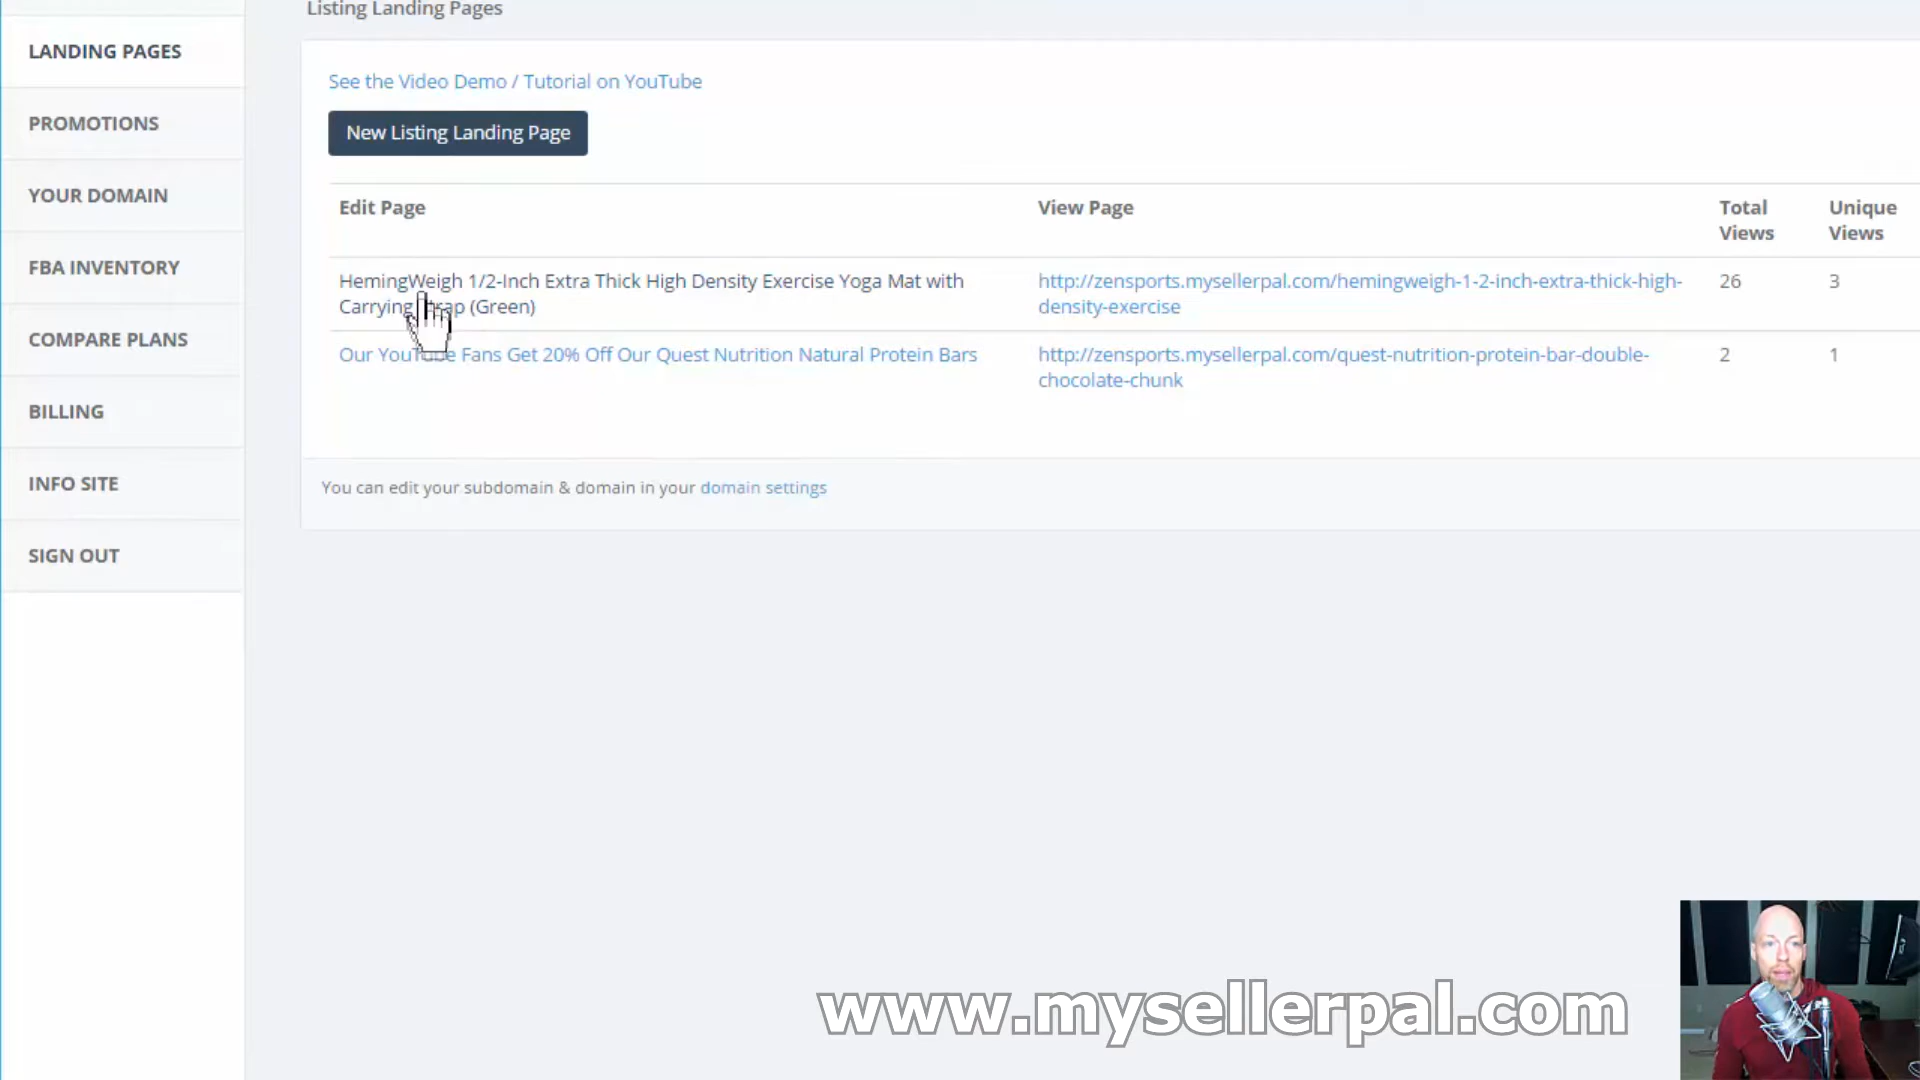 Listing Landing Pages
LANDING PAGES
PROMOTIONS
YOUR DOMAIN
FBA INVENTORY
COMPARE PLANS
BILLING
INFO SITE
SIGN OUT
See the Video Demo / Tutorial on YouTube
New Listing Landing Page
Edit Page
View Page
Total
Views
Unique
Views
HemingWeigh 1/2-Inch Extra Thick High Density Exercise Yoga Mat with
Carrying Strap (Green)
http://zensports.mysellerpal.com/hemingweigh-1-2-inch-extra-thick-high-
density-exercise
26
3
Our YouTube Fans Get 20% Off Our Quest Nutrition Natural Protein Bars
http://zensports.mysellerpal.com/quest-nutrition-protein-bar-double-
chocolate-chunk
2
1
You can edit your subdomain & domain in your domain settings
www.mysellerpal.com